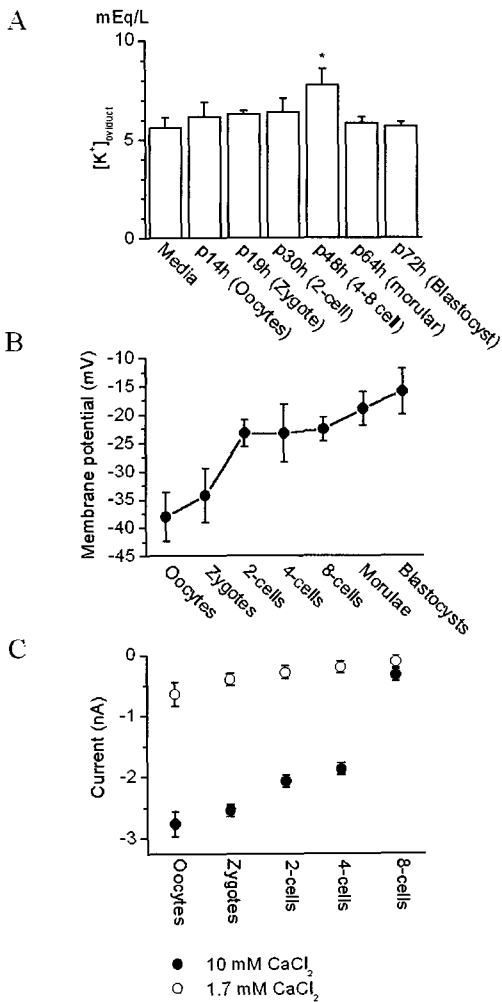 A
mEq/L
10
5
0
[K⁺]oviduct
*
Media
p14h (Oocytes)
p19h (Zygote)
p30h (2-cell)
p48h (4-8 cell)
p64h (morular)
p72h (Blastocyst)
B
Membrane potential (mV)
-10
-15
-20
-25
-30
-35
-40
-45
Oocytes
Zygotes
2-cells
4-cells
8-cells
Morulae
Blastocysts
C
Current (nA)
0
-1
-2
-3
Oocytes
Zygotes
2-cells
4-cells
8-cells
10 mM CaCl₂
1.7 mM CaCl₂